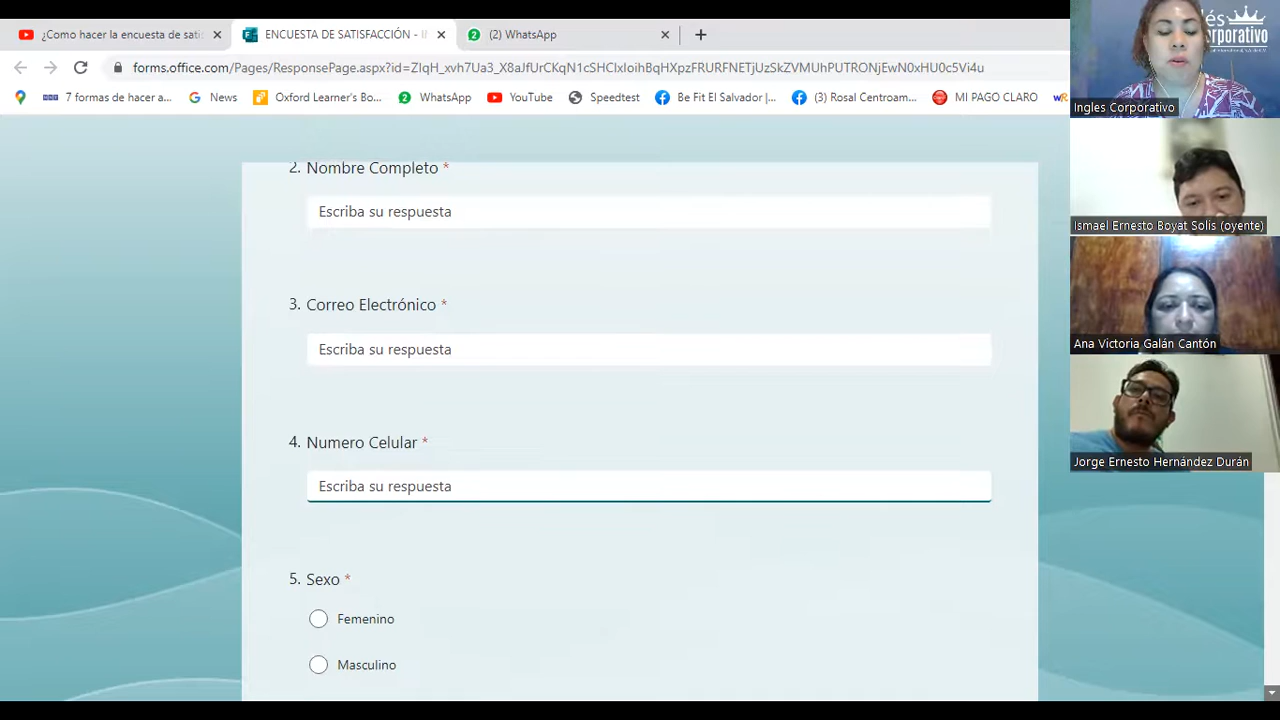 ¿Como hacer la encuesta de sati
ENCUESTA DE SATISFACCIÓN - I
(2) WhatsApp
forms.office.com/Pages/ResponsePage.aspx?id=ZIqH_xvh7Ua3_X6aJfUrCKqN1cSHCIxIoihBqHXpzFRURFNETjUzSkZVMUhPUTRONjEwN0xHU0c5Vi4u
7 formas de hacer a...
News
Oxford Learner's Bo...
WhatsApp
YouTube
Speedtest
Be Fit El Salvador |...
(3) Rosal Centroam...
MI PAGO CLARO
2. Nombre Completo *
Escriba su respuesta
3. Correo Electrónico *
Escriba su respuesta
4. Numero Celular *
Escriba su respuesta
5. Sexo *
Femenino
Masculino
és
orporativo
Ingles Corporativo
Ismael Ernesto Boyat Solis (oyente)
Ana Victoria Galán Cantón
Jorge Ernesto Hernández Durán